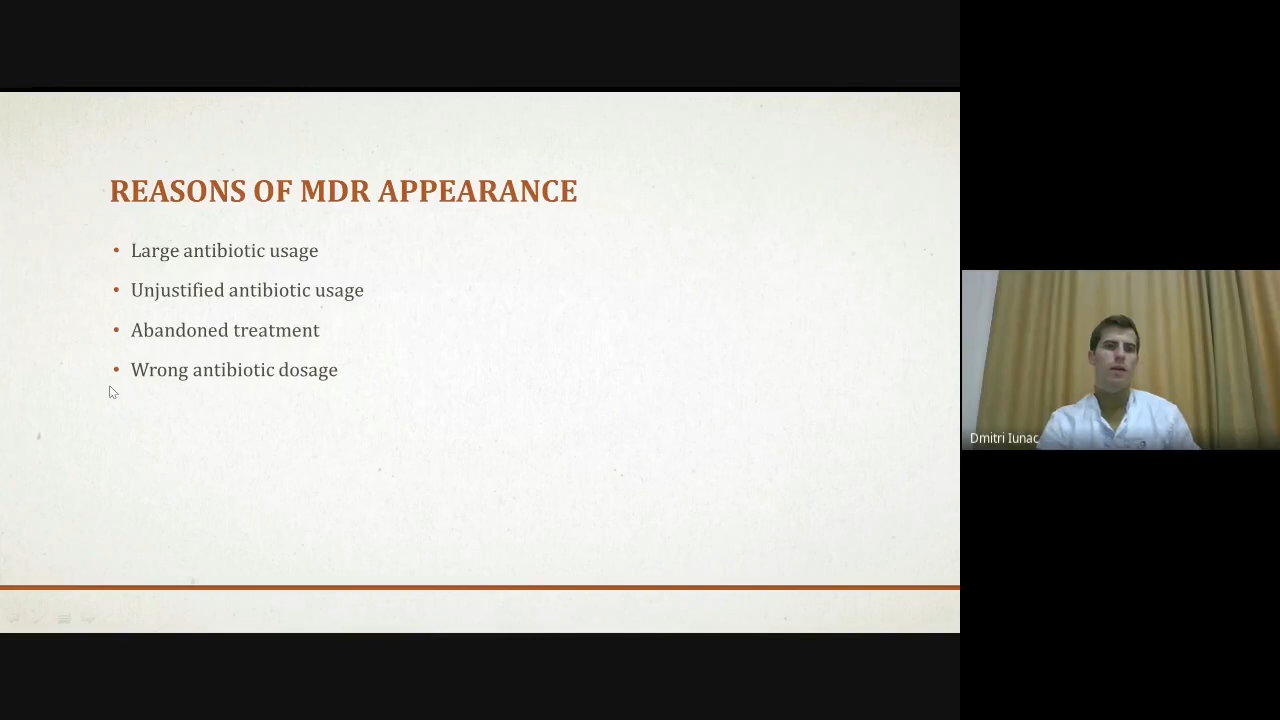 REASONS OF MDR APPEARANCE
• Large antibiotic usage
• Unjustified antibiotic usage
• Abandoned treatment
• Wrong antibiotic dosage
Dmitri Iunac